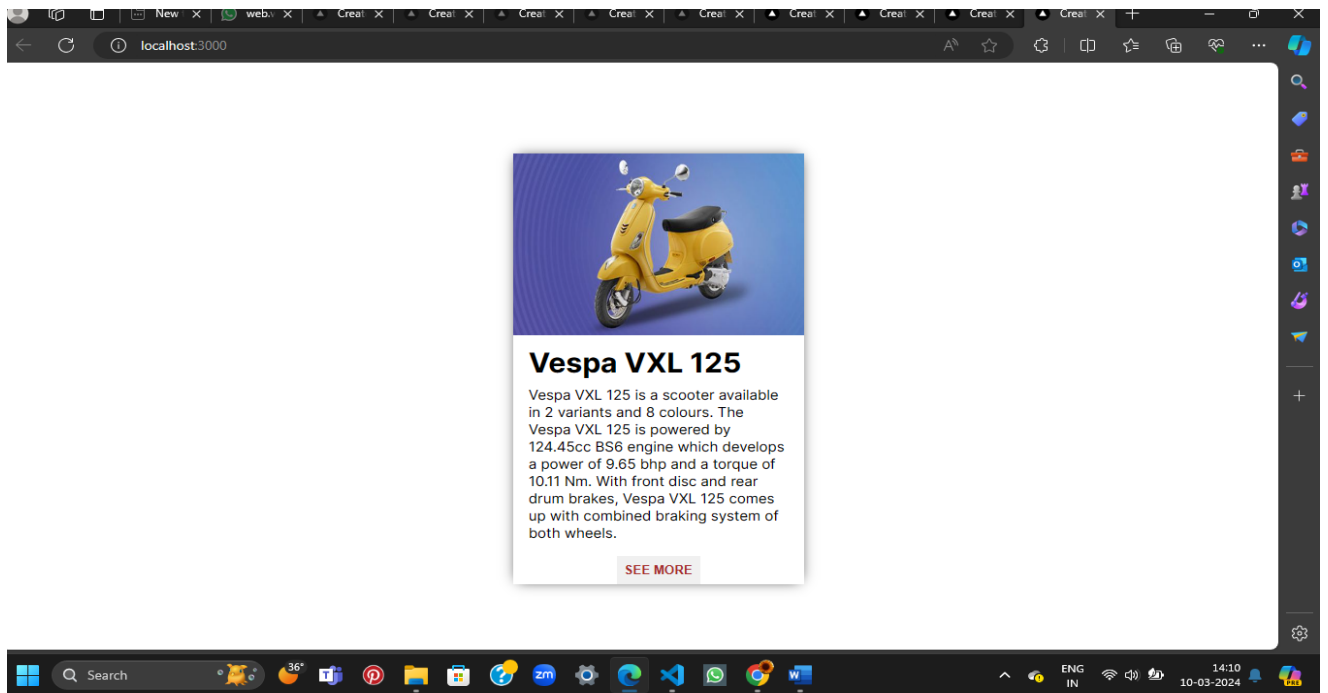 New
web.v
Creat
Creat
Creat
Creat
Creat
Creat
Creat
Creat
Creat
localhost:3000
Vespa VXL 125
Vespa VXL 125 is a scooter available
in 2 variants and 8 colours. The
Vespa VXL 125 is powered by
124.45cc BS6 engine which develops
a power of 9.65 bhp and a torque of
10.11 Nm. With front disc and rear
drum brakes, Vespa VXL 125 comes
up with combined braking system of
both wheels.
SEE MORE
Search
36°
zm
ENG
IN
14:10
10-03-2024
PRE